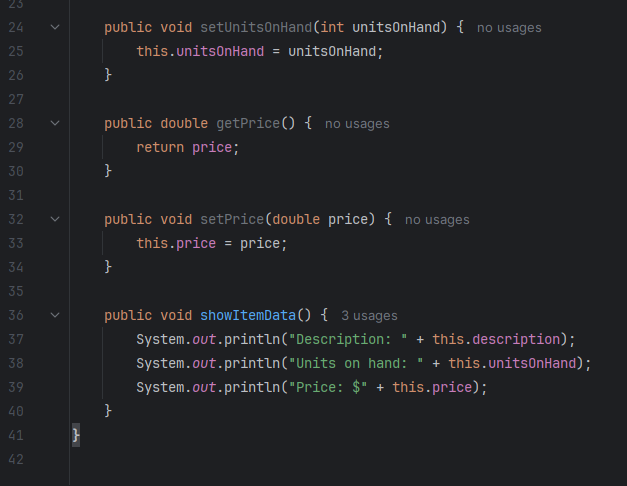 23
24 public void setUnitsOnHand(int unitsOnHand) { no usages
25 this.unitsOnHand = unitsOnHand;
26 }
27
28 public double getPrice() { no usages
29 return price;
30 }
31
32 public void setPrice(double price) { no usages
33 this.price = price;
34 }
35
36 public void showItemData() { 3 usages
37 System.out.println("Description: " + this.description);
38 System.out.println("Units on hand: " + this.unitsOnHand);
39 System.out.println("Price: $" + this.price);
40 }
41 }
42